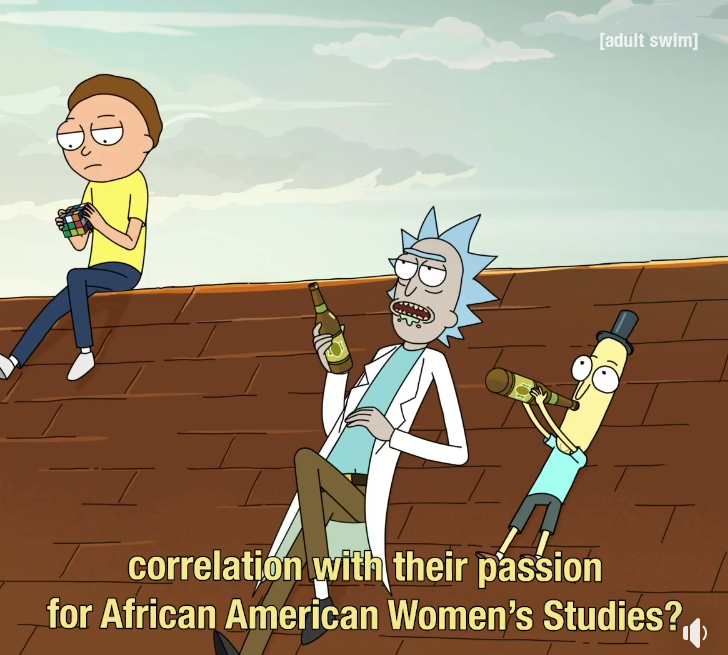 [adult swim]
correlation with their passion
for African American Women's Studies?